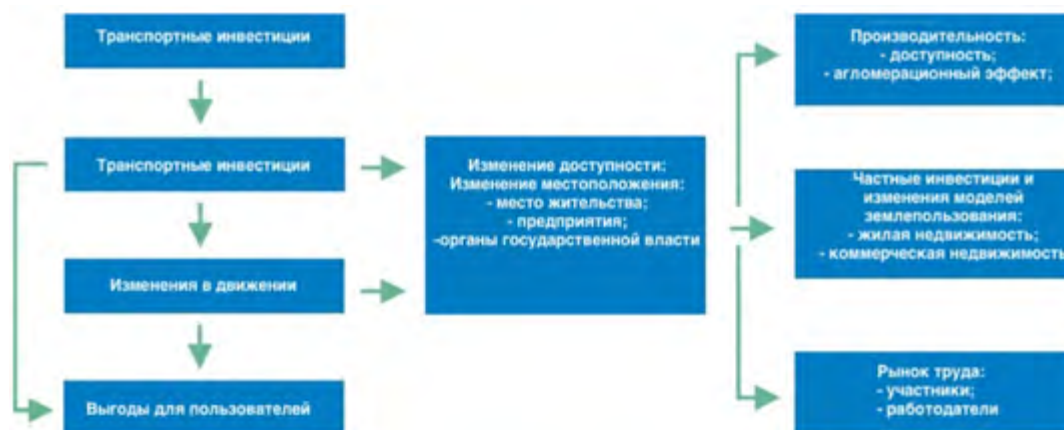 Транспортные инвестиции
Транспортные инвестиции
Изменения в движении
Выгоды для пользователей
Изменение доступности:
Изменение местоположения:
- место жительства;
- предприятия;
-органы государственной власти
Производительность:
- доступность;
- агломерационный эффект;
Частные инвестиции и
изменения моделей
землепользования:
- жилая недвижимость;
- коммерческая недвижимость
Рынок труда:
- участники;
- работодатели